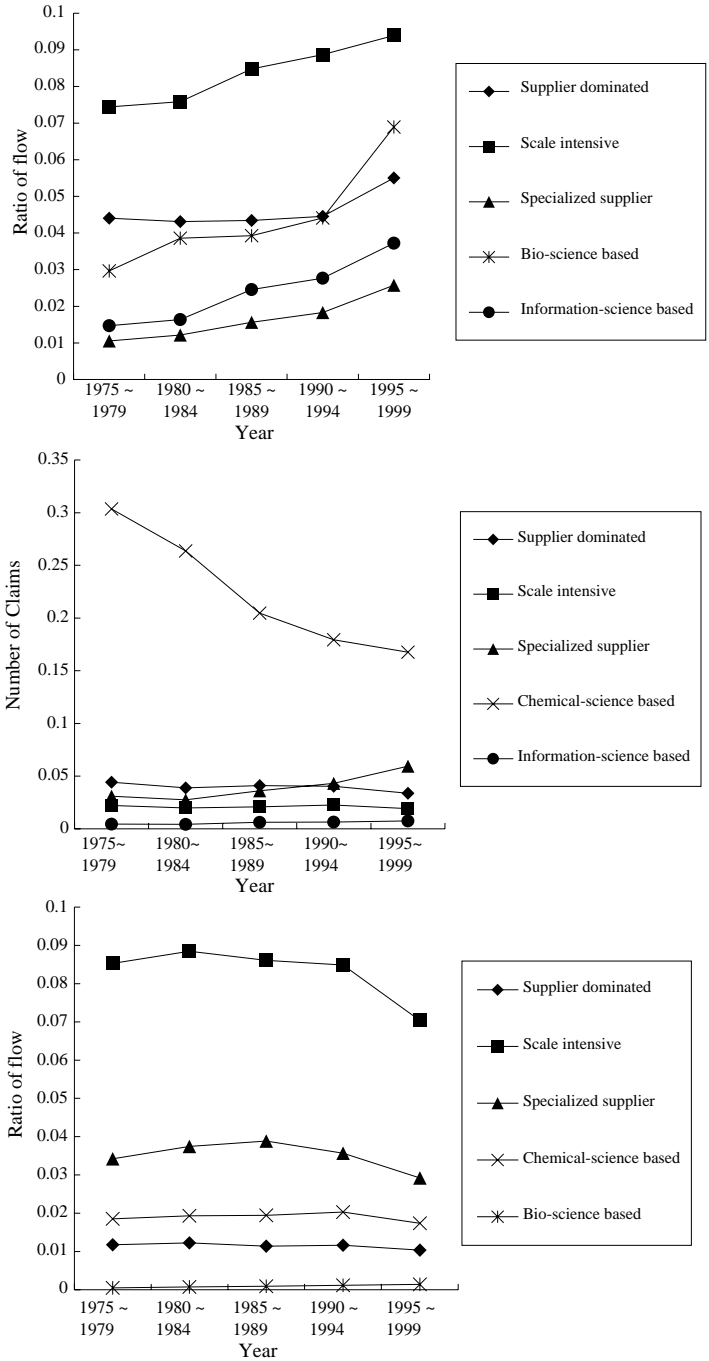 0.1
0.09
0.08
0.07
0.06
0.05
0.04
0.03
0.02
0.01
0
Ratio of flow
1975 ~ 1980 ~ 1985 ~ 1990 ~ 1995 ~
1979 1984 1989 1994 1999
Year
Supplier dominated
Scale intensive
Specialized supplier
Bio-science based
Information-science based
0.35
0.3
0.25
0.2
0.15
0.1
0.05
0
Number of Claims
1975~ 1980~ 1985~ 1990~ 1995~
1979 1984 1989 1994 1999
Year
Supplier dominated
Scale intensive
Specialized supplier
Chemical-science based
Information-science based
0.1
0.09
0.08
0.07
0.06
0.05
0.04
0.03
0.02
0.01
0
Ratio of flow
1975 ~ 1980 ~ 1985 ~ 1990 ~ 1995 ~
1979 1984 1989 1994 1999
Year
Supplier dominated
Scale intensive
Specialized supplier
Chemical-science based
Bio-science based